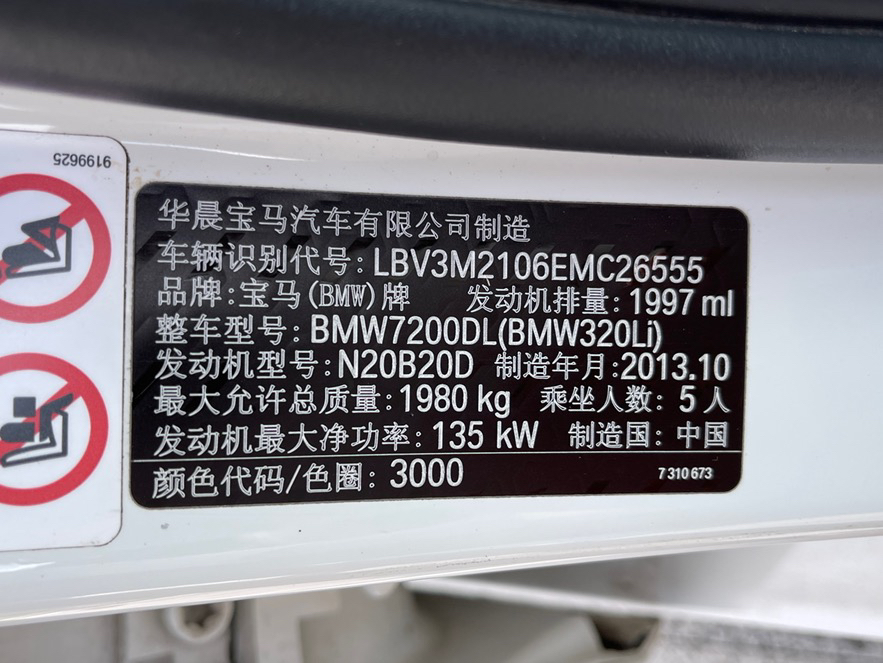 9199625
华晨宝马汽车有限公司制造
车辆识别代号:LBV3M2106EMC26555
品牌:宝马(BMW)牌 发动机排量:1997 ml
整车型号:BMW7200DL(BMW320Li)
发动机型号:N20B20D 制造年月:2013.10
最大允许总质量:1980 kg 乘坐人数:5人
发动机最大净功率:135 kW 制造国:中国
颜色代码/色圈:3000 7 310 673